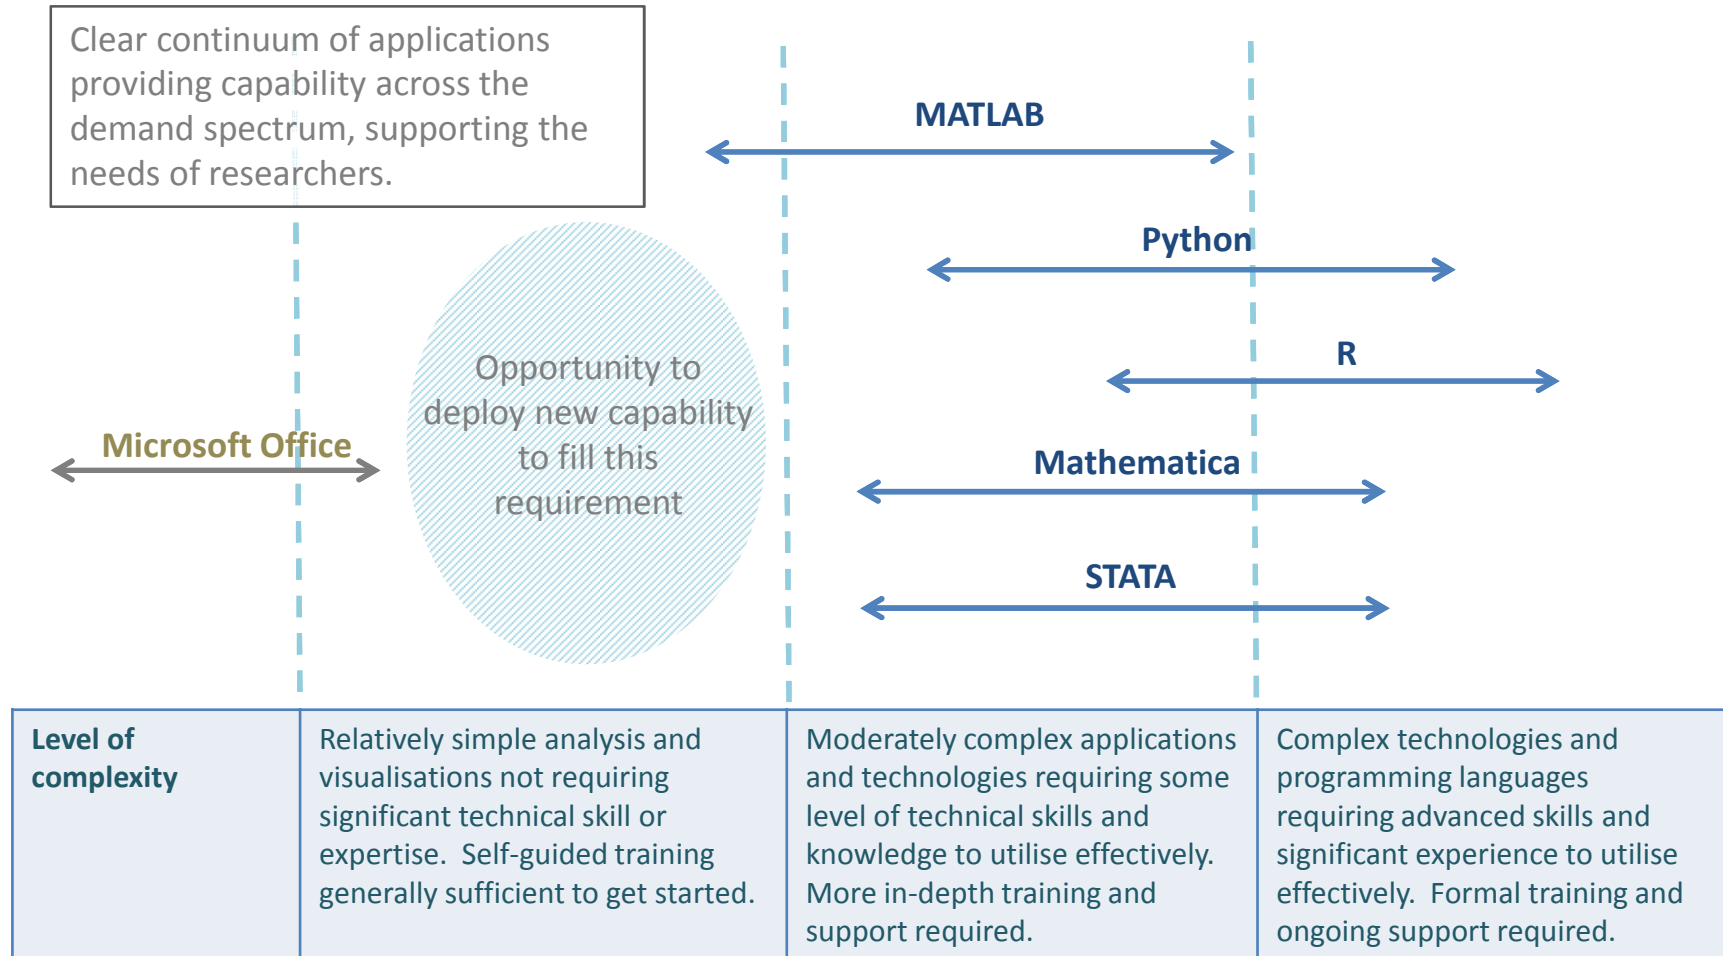 Clear continuum of applications
providing capability across the
demand spectrum, supporting the
needs of researchers.
MATLAB
Python
R
Opportunity to
deploy new capability
to fill this
requirement
Microsoft Office
Mathematica
STATA
Level of
complexity
Relatively simple analysis and
visualisations not requiring
significant technical skill or
expertise.  Self-guided training
generally sufficient to get started.
Moderately complex applications
and technologies requiring some
level of technical skills and
knowledge to utilise effectively.
More in-depth training and
support required.
Complex technologies and
programming languages
requiring advanced skills and
significant experience to utilise
effectively.  Formal training and
ongoing support required.